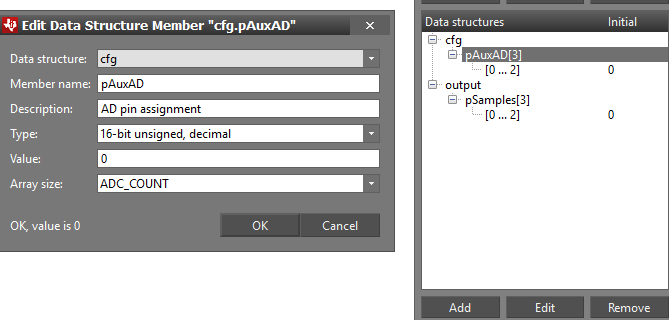 Edit Data Structure Member "cfg.pAuxAD"
Data structure: cfg
Member name: pAuxAD
Description: AD pin assignment
Type: 16-bit unsigned, decimal
Value: 0
Array size: ADC_COUNT
OK, value is 0
OK
Cancel
Data structures Initial
cfg
pAuxAD[3]
[0 ... 2] 0
output
pSamples[3]
[0 ... 2] 0
Add
Edit
Remove